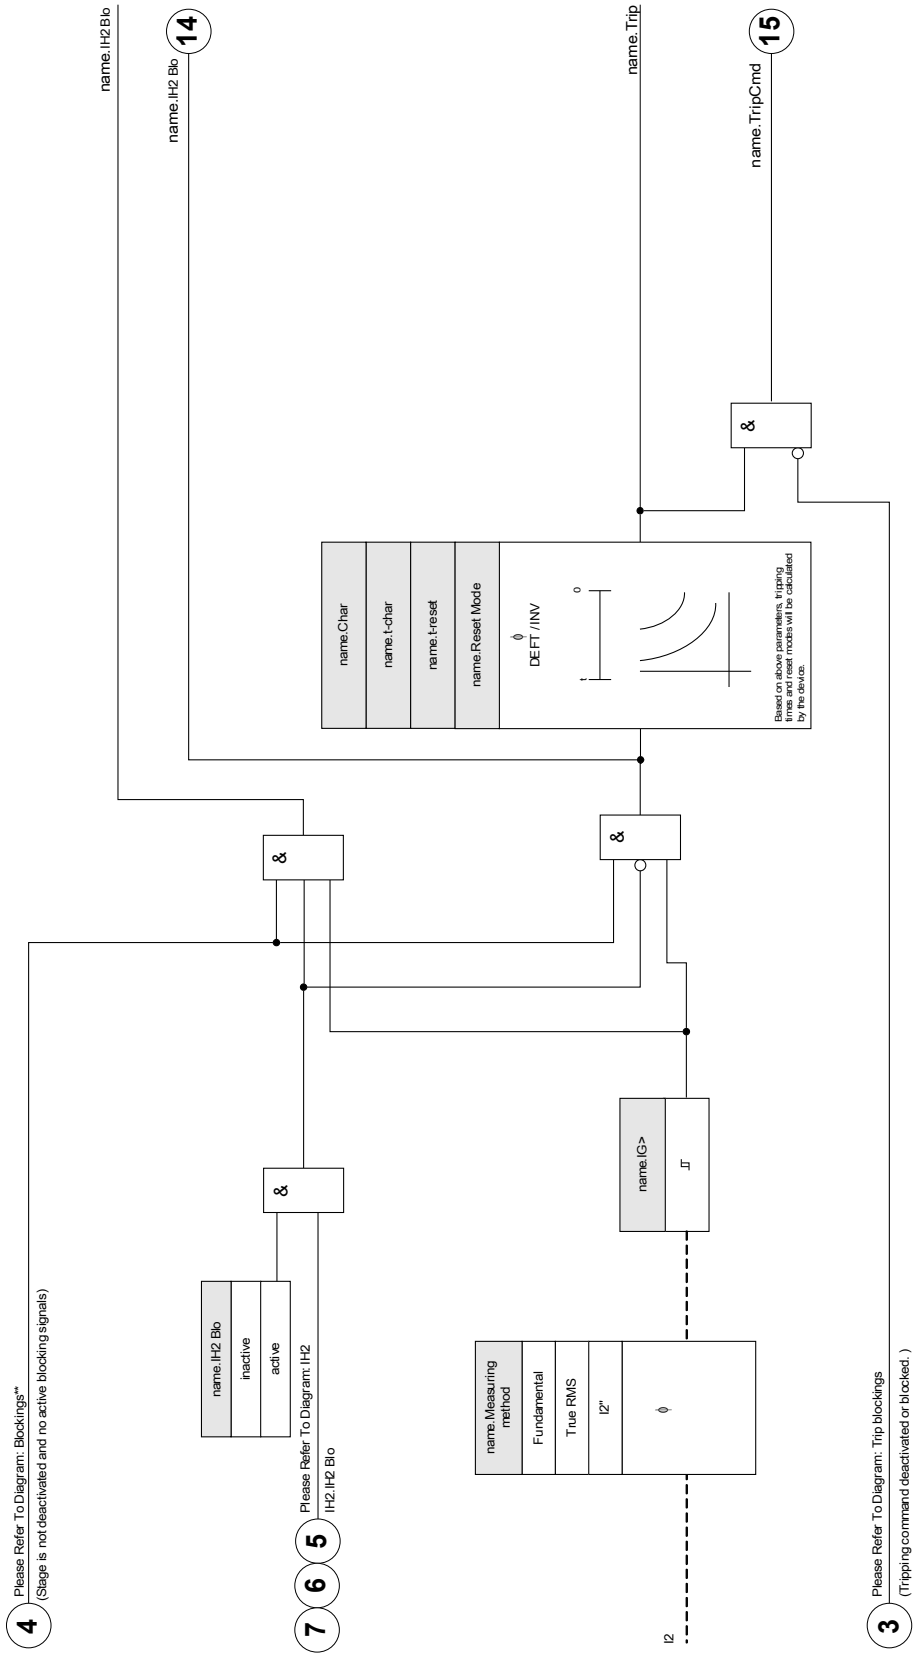 4
Please Refer To Diagram: Blockings**
(Stage is not deactivated and no active blocking signals)
name.IH2 Blo
name.IH2 Blo
14
name.IH2 Blo
inactive
active
&
&
Please Refer To Diagram: IH2
7 6 5
IH2.IH2 Blo
name.Char
name.t-char
name.t-reset
name.Reset Mode
ϕ
DEFT / INV
t
0
Based on above parameters, tripping
times and reset modes will be calculated
by the device.
name.Measuring
method
Fundamental
True RMS
I2"
ϕ
I2
name.IG>
&
name.Trip
&
name.TripCmd
15
3
Please Refer To Diagram: Trip blockings
(Tripping command deactivated or blocked. )